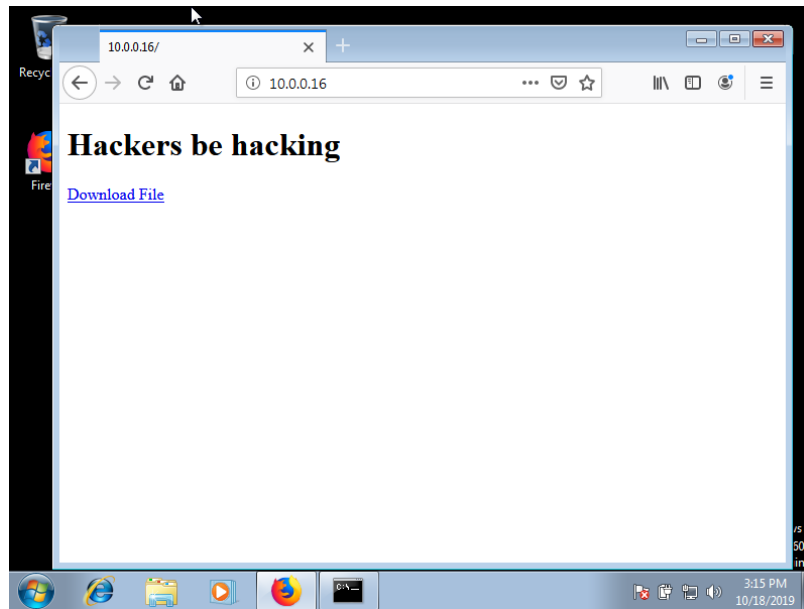 10.0.0.16/
Recyc
10.0.0.16
Hackers be hacking
Download File
Fire
C:\_
3:15 PM
10/18/2019